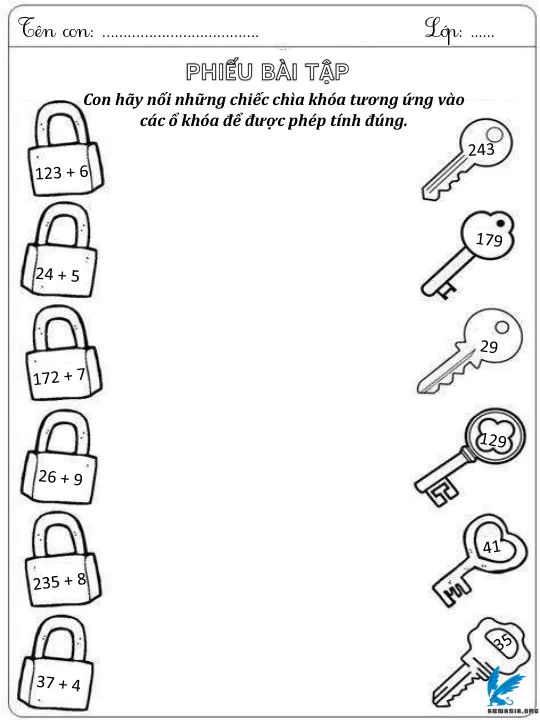 Tên con: .....................................
Lớp: ......
PHIẾU BÀI TẬP
Con hãy nối những chiếc chìa khóa tương ứng vào
các ổ khóa để được phép tính đúng.
123 + 6
243
24 + 5
179
172 + 7
29
26 + 9
129
235 + 8
41
37 + 4
35
ABMASIA.ORG